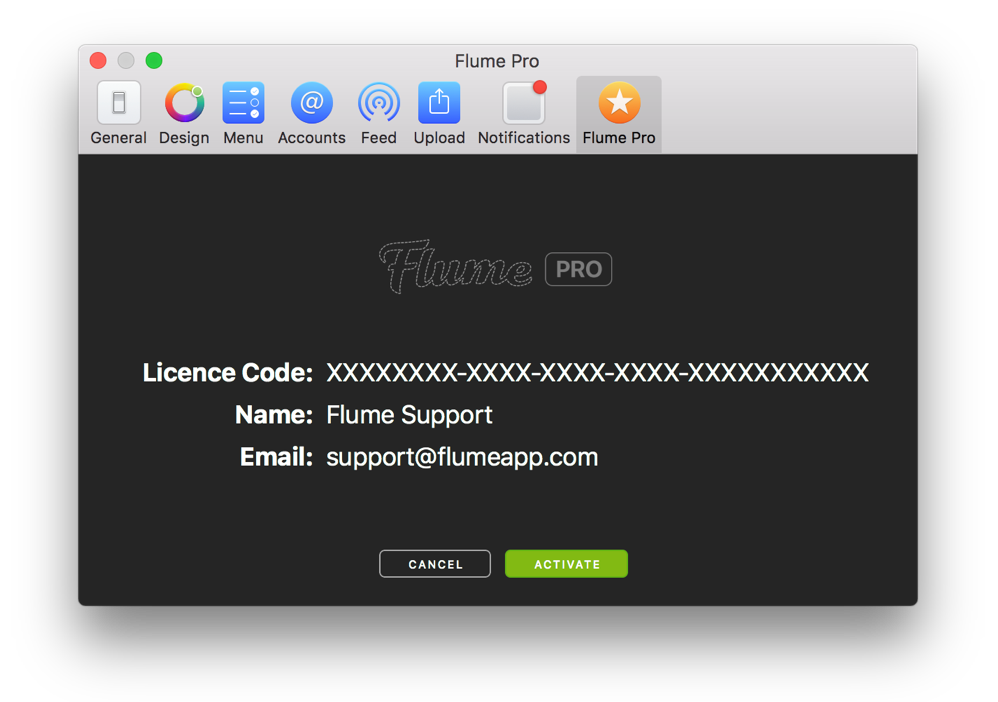 Flume Pro
General Design Menu Accounts Feed Upload Notifications Flume Pro
Flume PRO
Licence Code: XXXXXXXX-XXXX-XXXX-XXXX-XXXXXXXXXXX
Name: Flume Support
Email: support@flumeapp.com
CANCEL ACTIVATE